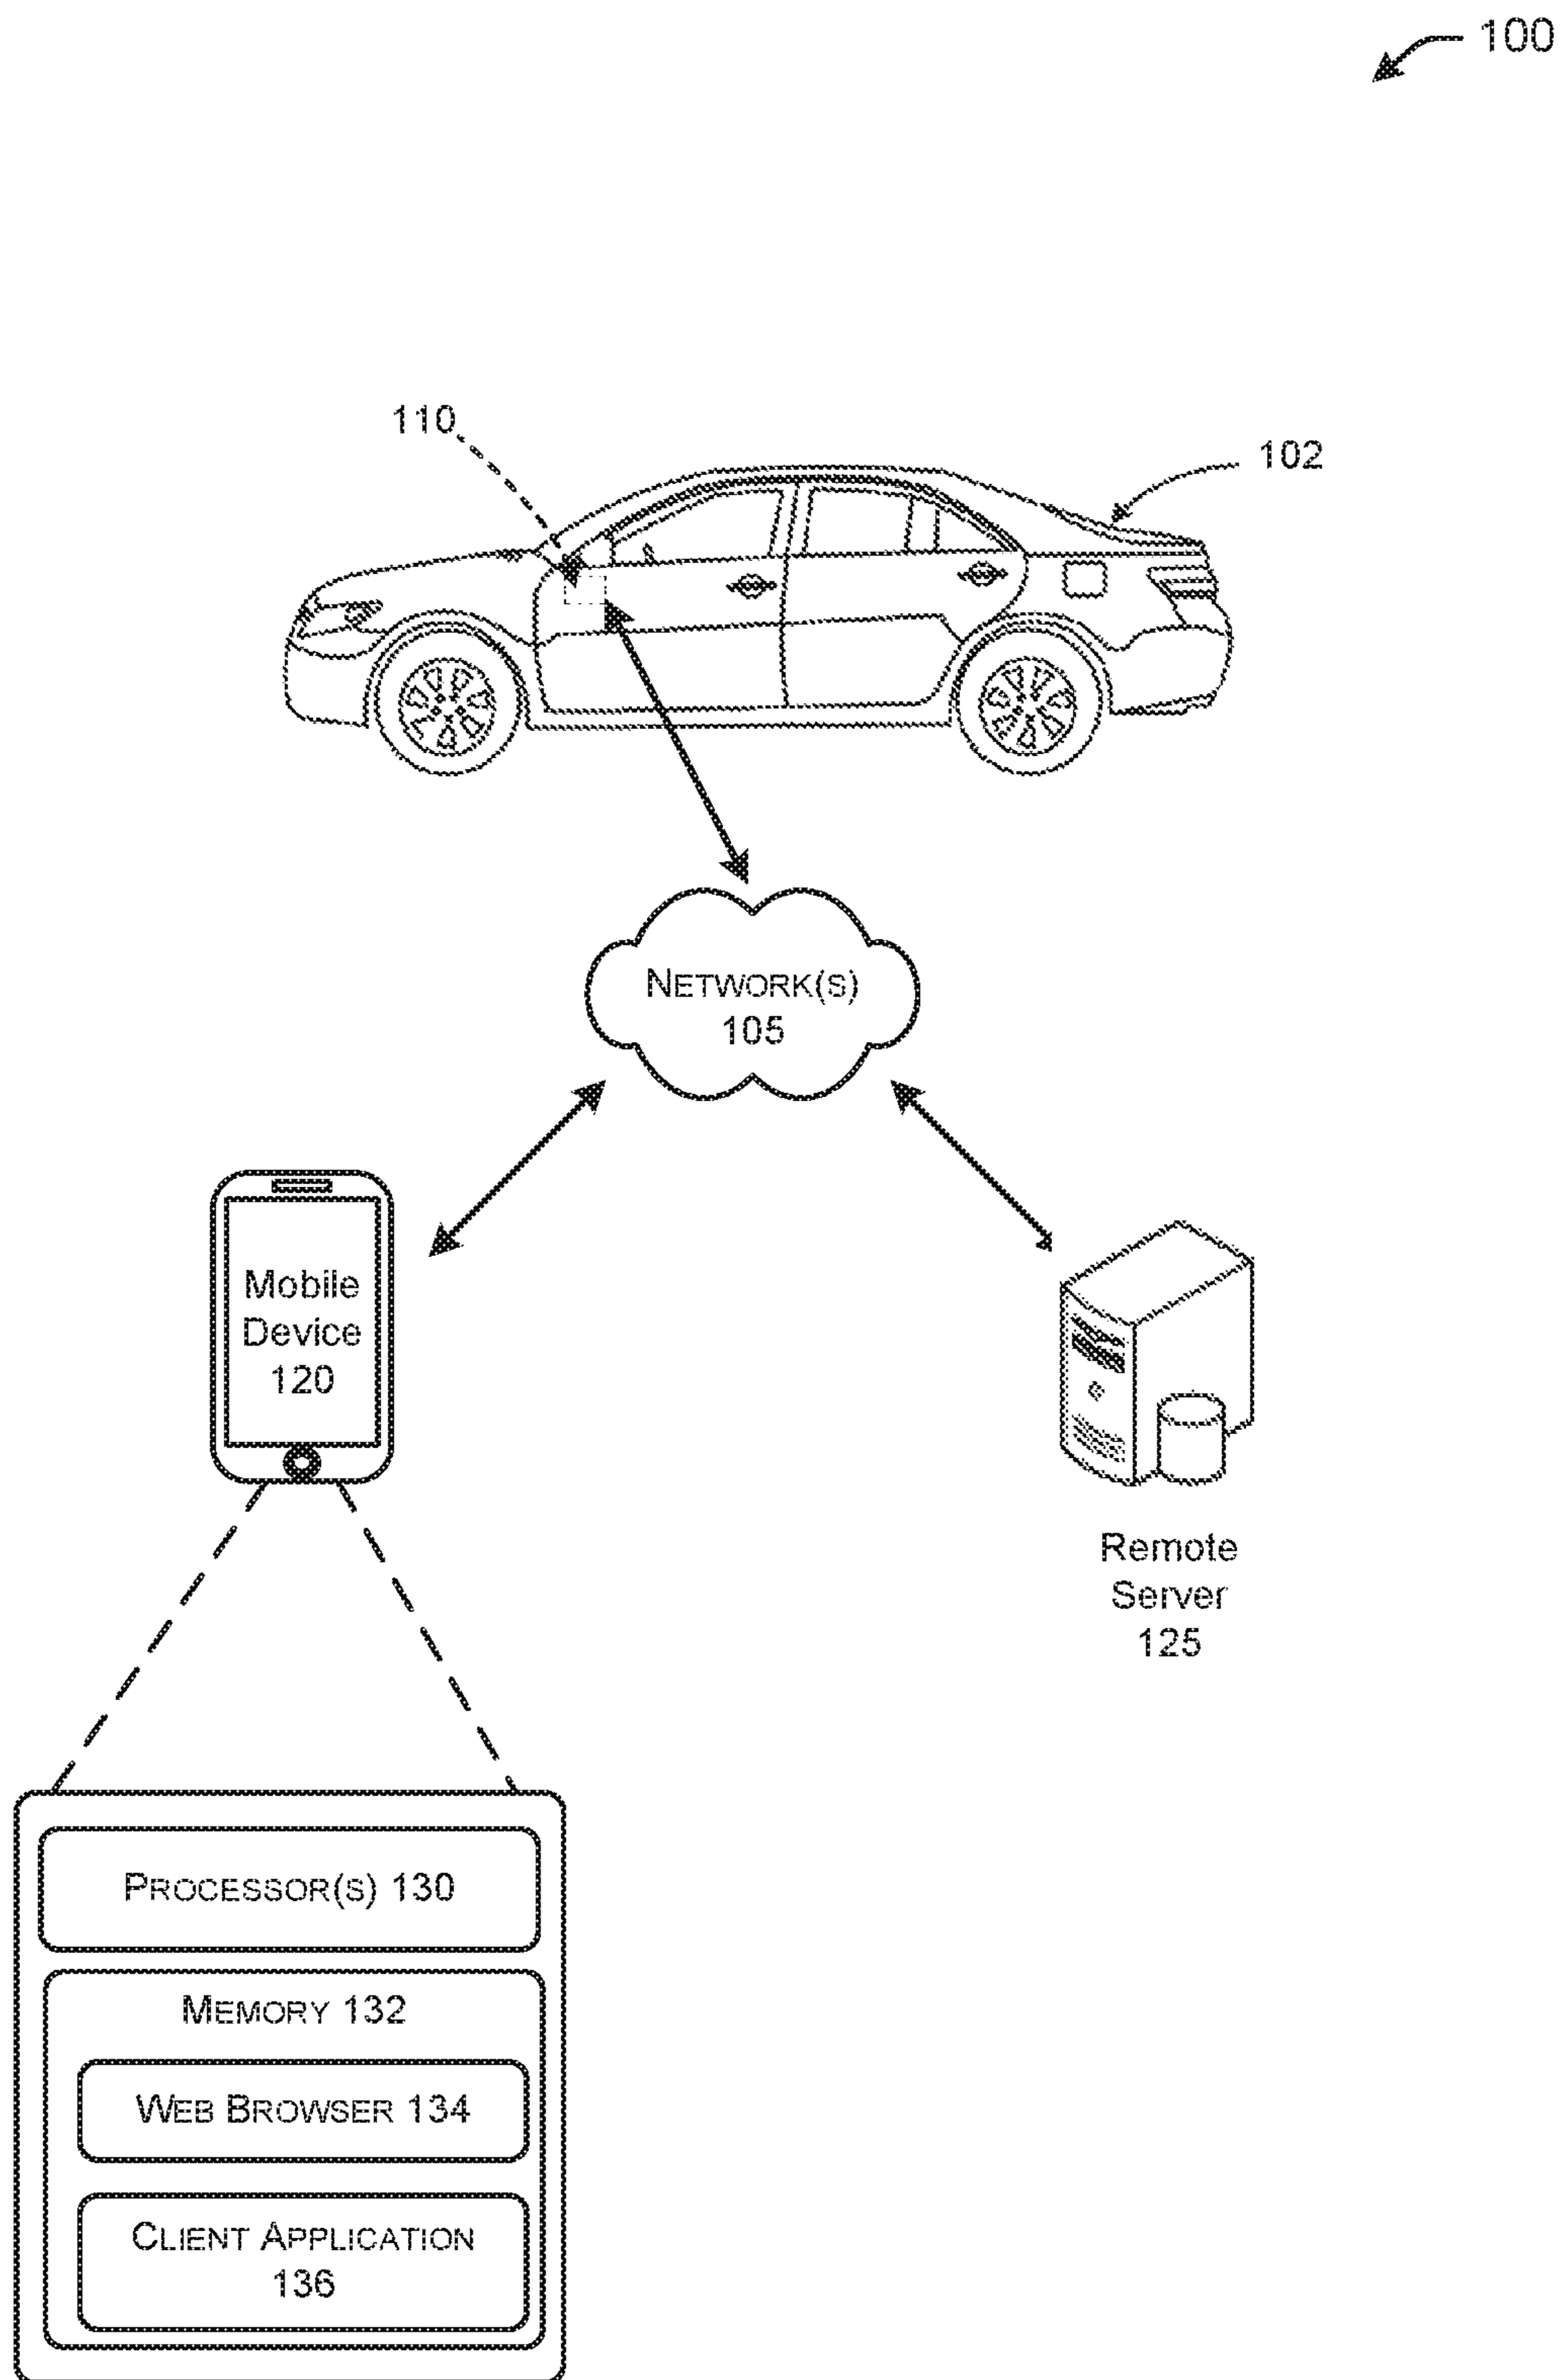 100
110
102
NETWORK(S)
105
Mobile
Device
120
Remote
Server
125
PROCESSOR(S) 130
MEMORY 132
WEB BROWSER 134
CLIENT APPLICATION
136